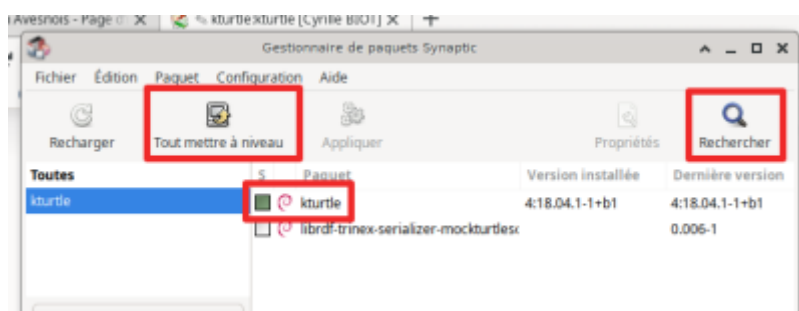 Avesnois - Page d X kturtle:kturtle [Cyrille BIOT] X +
Gestionnaire de paquets Synaptic
Fichier Édition Paquet Configuration Aide
Recharger Tout mettre à niveau Appliquer Propriétés Rechercher
Toutes S Paquet Version installée Dernière version
kturtle kturtle 4:18.04.1-1+b1 4:18.04.1-1+b1
librdf-trinex-serializer-mockturtleso 0.006-1